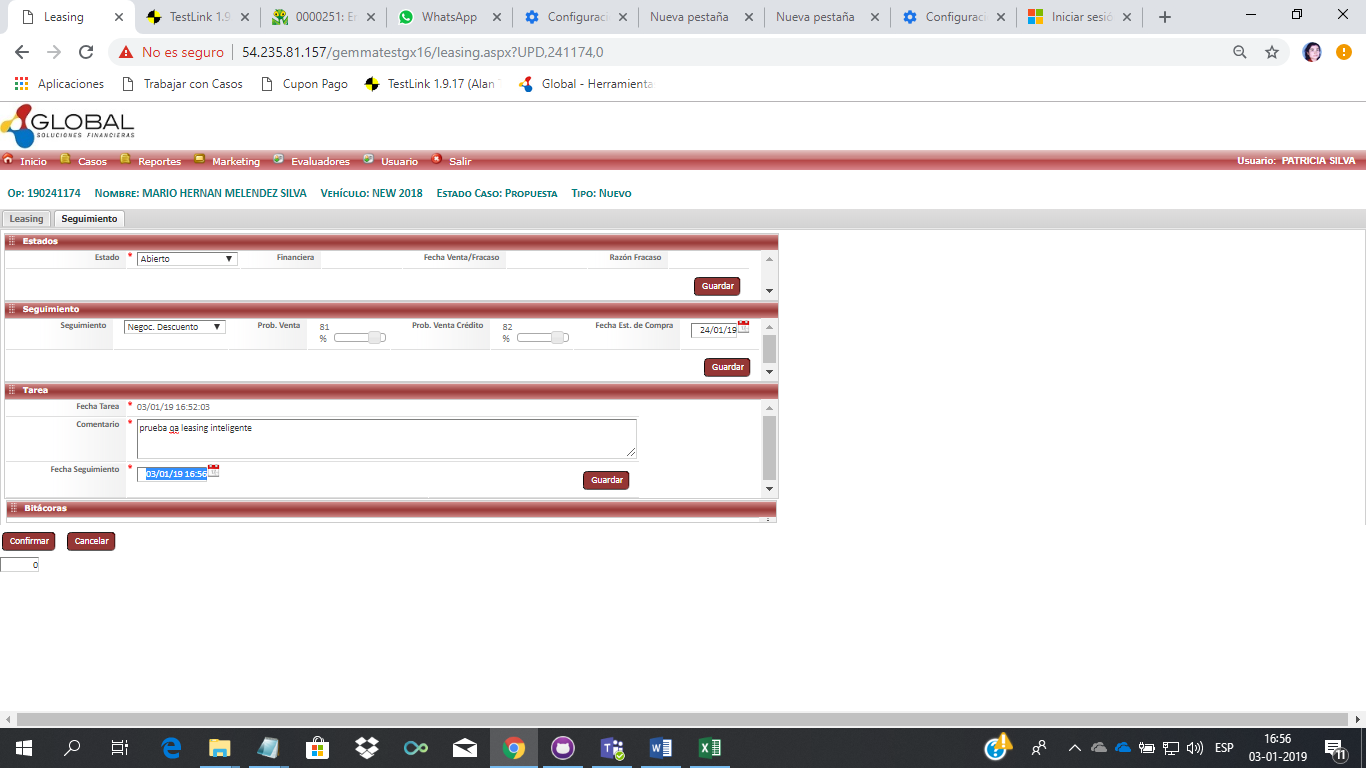 Leasing
TestLink 1.9
0000251: Er
WhatsApp
Configuraci
Nueva pestaña
Nueva pestaña
Configuraci
Iniciar sesió
No es seguro 54.235.81.157/gemmatestgx16/leasing.aspx?UPD,241174,0
Aplicaciones Trabajar con Casos Cupon Pago TestLink 1.9.17 (Alan Global - Herramienta
GLOBAL
SOLUCIONES FINANCIERAS
Inicio Casos Reportes Marketing Evaluadores Usuario Salir Usuario: PATRICIA SILVA
OP: 190241174 NOMBRE: MARIO HERNAN MELENDEZ SILVA VEHÍCULO: NEW 2018 ESTADO CASO: PROPUESTA TIPO: NUEVO
Leasing Seguimiento
Estados
Estado * Abierto Financiera Fecha Venta/Fracaso Razón Fracaso
Guardar
Seguimiento
Seguimiento Negoc. Descuento Prob. Venta 81 % Prob. Venta Crédito 82 % Fecha Est. de Compra 24/01/19
Guardar
Tarea
Fecha Tarea * 03/01/19 16:52:03
Comentario * prueba qa leasing inteligente
Fecha Seguimiento * 03/01/19 16:56
Guardar
Bitácoras
Confirmar Cancelar
0
ESP
16:56
03-01-2019
11